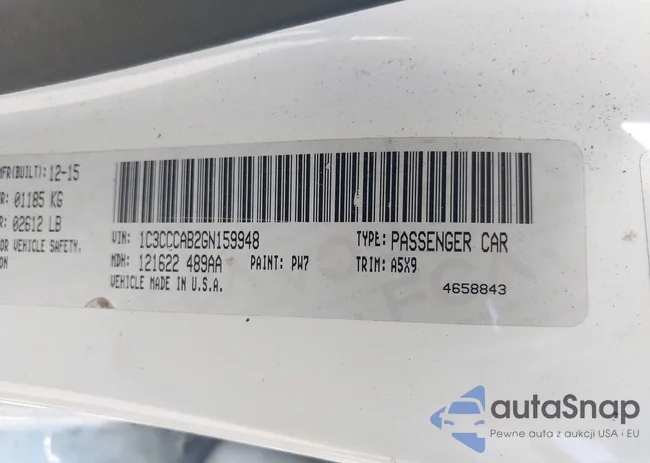 MFR(BUILT): 12-15
01185 KG
02612 LB
OR VEHICLE SAFETY,
ION
VIN: 1C3CCCAB2GN159948 TYPE: PASSENGER CAR
MDH: 121622 489AA PAINT: PW7 TRIM: A5X9
VEHICLE MADE IN U.S.A.
4658843
autaSnap
Pewne auta z aukcji USA i EU